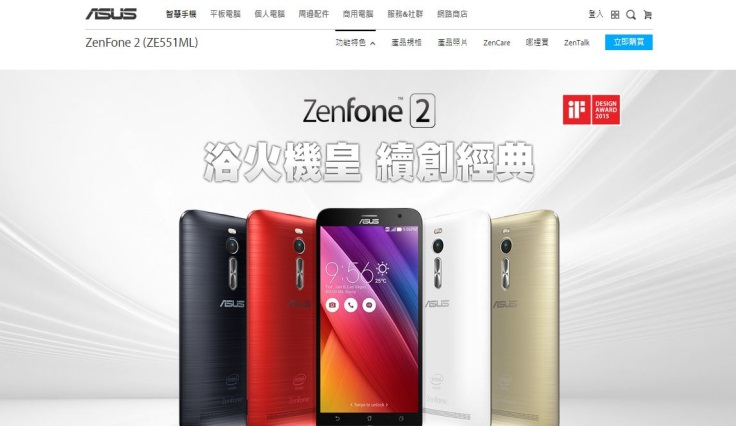 ASUS 智慧手機 平板電腦 個人電腦 周邊配件 商用電腦 服務&社群 網路商店 登入
ZenFone 2 (ZE551ML) 功能特色 產品規格 產品照片 ZenCare 哪裡買 ZenTalk 立即購買
Zenfone™ 2
iF DESIGN
AWARD
2015
浴火機皇 續創經典
ASUS
9:56
25°C
ASUS ASUS ASUS ASUS